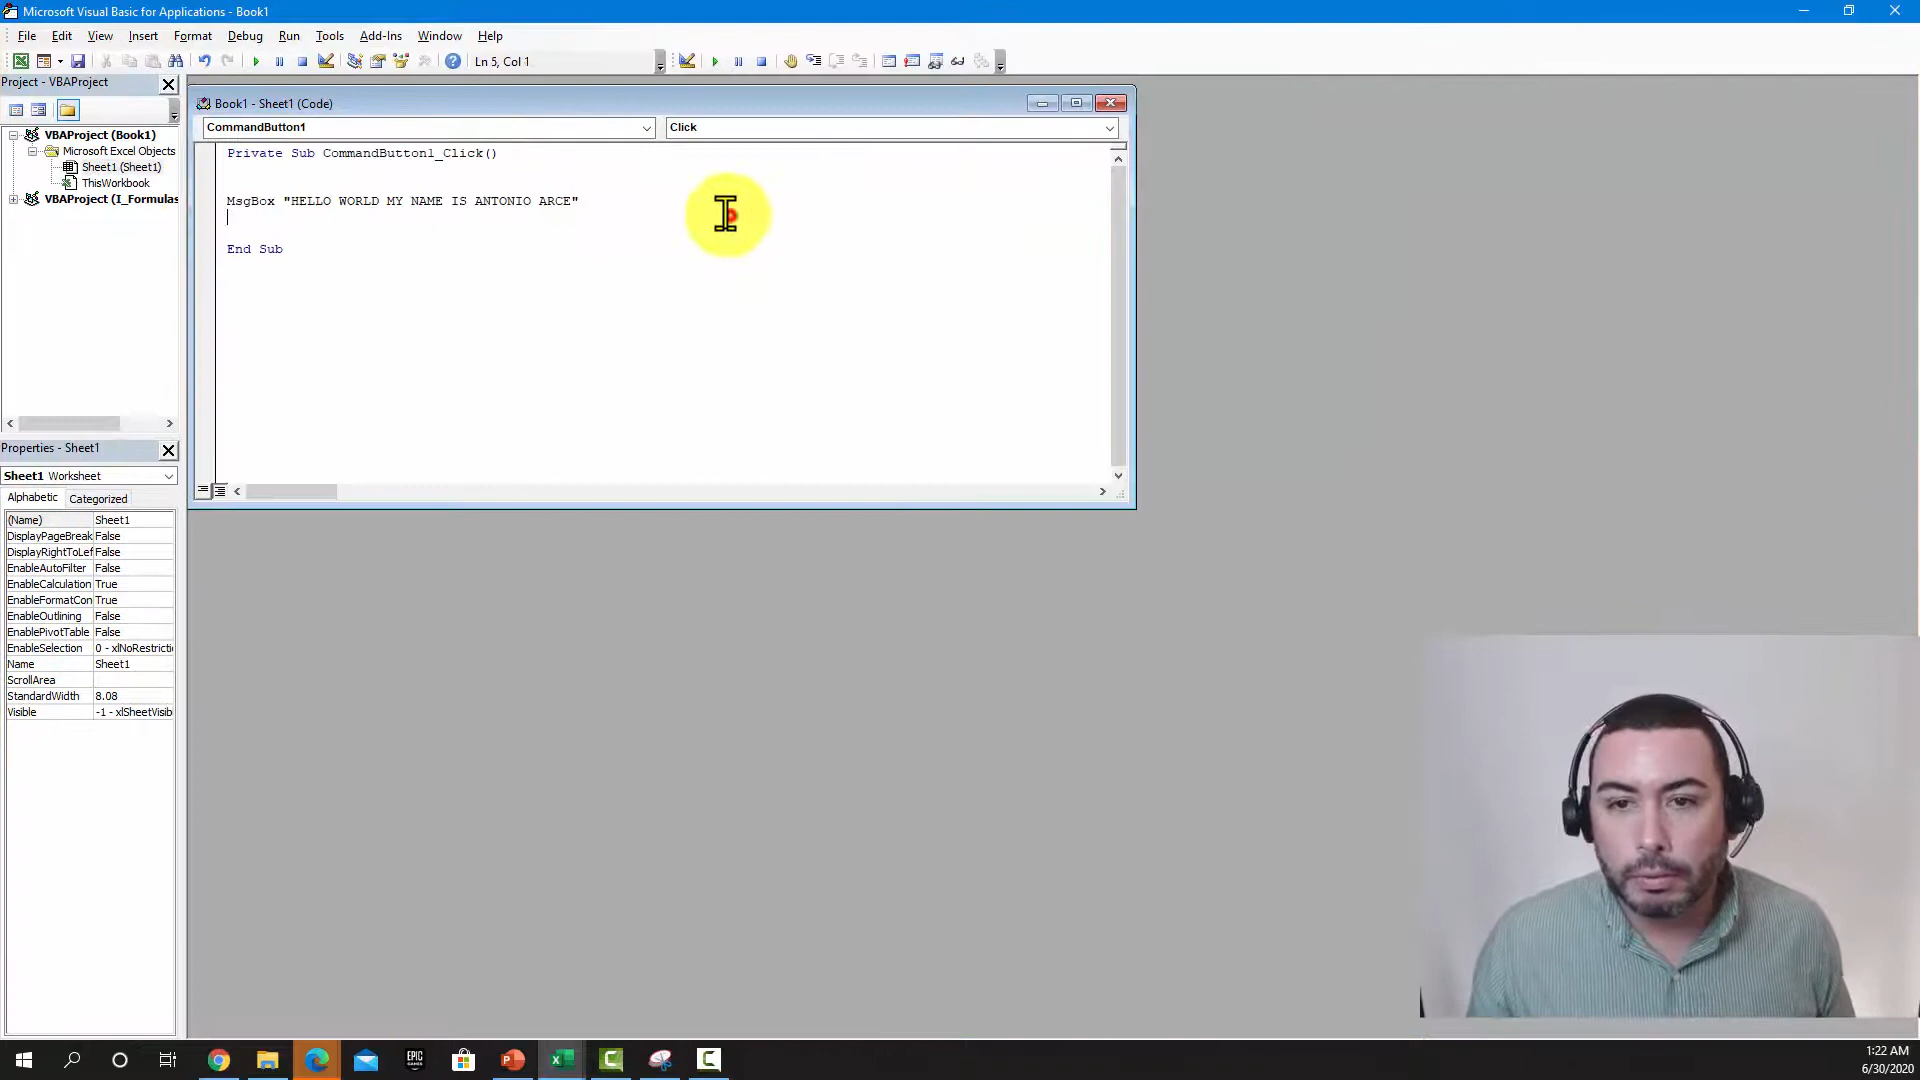 Microsoft Visual Basic for Applications - Book1
File Edit View Insert Format Debug Run Tools Add-Ins Window Help
Ln 5, Col 1
Project - VBAProject
VBAProject (Book1)
Microsoft Excel Objects
Sheet1 (Sheet1)
ThisWorkbook
VBAProject (I_Formulas
Book1 - Sheet1 (Code)
CommandButton1 Click
Private Sub CommandButton1_Click()
MsgBox "HELLO WORLD MY NAME IS ANTONIO ARCE"
End Sub
Properties - Sheet1
Sheet1 Worksheet
Alphabetic Categorized
(Name) Sheet1
DisplayPageBreak False
DisplayRightToLef False
EnableAutoFilter False
EnableCalculation True
EnableFormatCon True
EnableOutlining False
EnablePivotTable False
EnableSelection 0 - xlNoRestricti
Name Sheet1
ScrollArea
StandardWidth 8.08
Visible -1 - xlSheetVisib
EPIC
GAMES
1:22 AM
6/30/2020